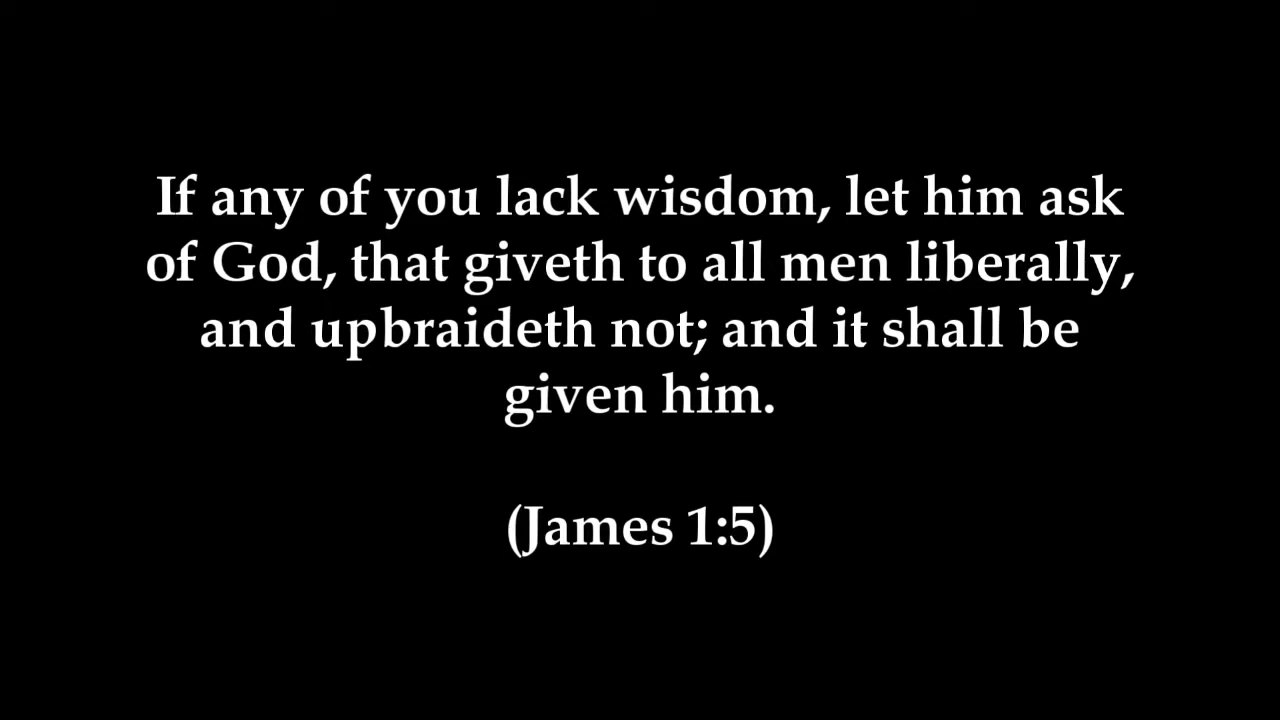 If any of you lack wisdom, let him ask
of God, that giveth to all men liberally,
and upbraideth not; and it shall be
given him.
(James 1:5)